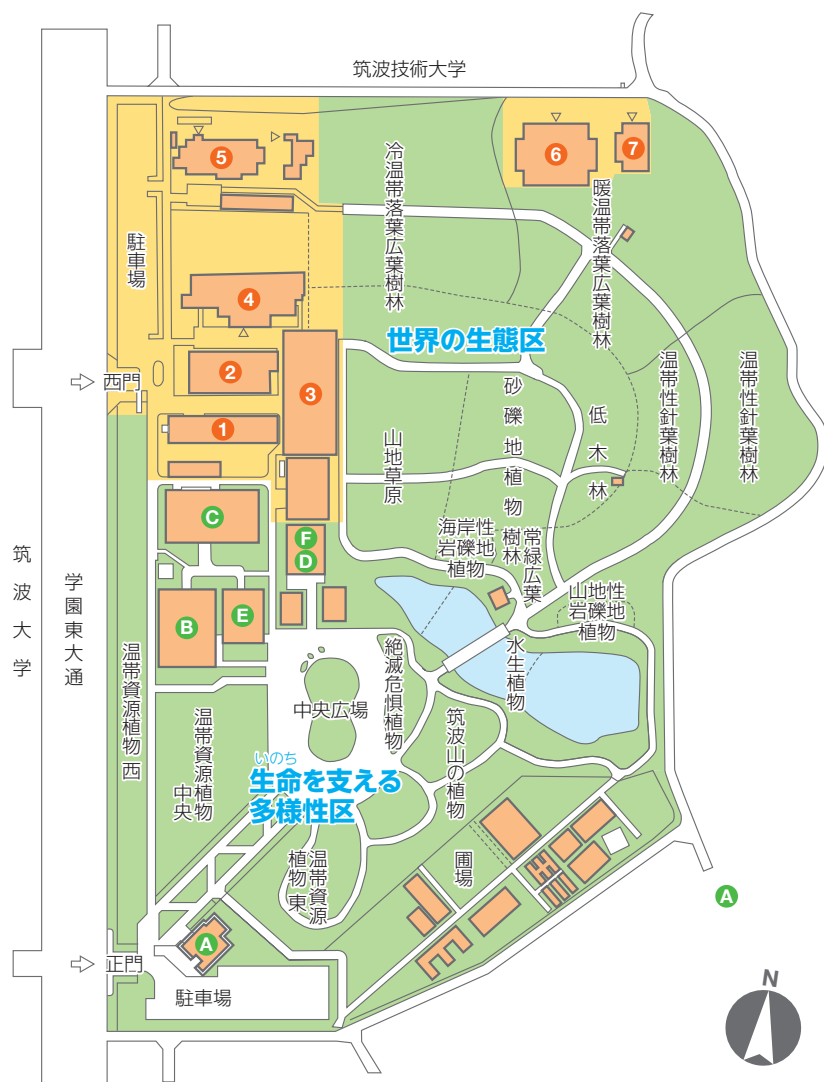 筑波技術大学
5
6
7
冷温帯落葉広葉樹林
暖温帯落葉広葉樹林
駐車場
4
世界の生態区
2
3
西門
1
砂礫地植物
低木林
温帯性針葉樹林
温帯性針葉樹林
山地草原
C
F
D
海岸性
岩礫地
植物
常緑広葉
樹林
山地性
岩礫地
植物
B
E
筑波大学
学園東大通
温帯資源植物 西
温帯資源植物
中央
中央広場
絶滅危惧植物
水生植物
筑波山の植物
いのち
生命を支える
多様性区
温帯資源
植物 東
圃場
A
A
正門
駐車場
N